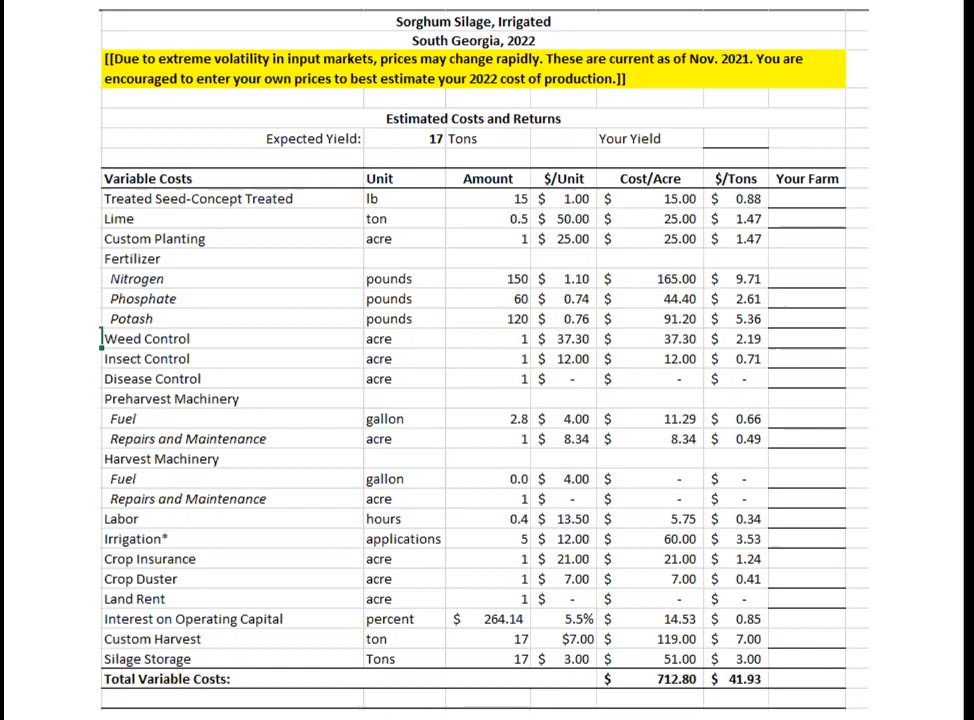 Sorghum Silage, Irrigated
South Georgia, 2022
[[Due to extreme volatility in input markets, prices may change rapidly. These are current as of Nov. 2021. You are
encouraged to enter your own prices to best estimate your 2022 cost of production.]]
Estimated Costs and Returns
Expected Yield: 17 Tons Your Yield
Variable Costs Unit Amount $/Unit Cost/Acre $/Tons Your Farm
Treated Seed-Concept Treated lb 15 $ 1.00 $ 15.00 $ 0.88
Lime ton 0.5 $ 50.00 $ 25.00 $ 1.47
Custom Planting acre 1 $ 25.00 $ 25.00 $ 1.47
Fertilizer
Nitrogen pounds 150 $ 1.10 $ 165.00 $ 9.71
Phosphate pounds 60 $ 0.74 $ 44.40 $ 2.61
Potash pounds 120 $ 0.76 $ 91.20 $ 5.36
Weed Control acre 1 $ 37.30 $ 37.30 $ 2.19
Insect Control acre 1 $ 12.00 $ 12.00 $ 0.71
Disease Control acre 1 $ - $ - $ -
Preharvest Machinery
Fuel gallon 2.8 $ 4.00 $ 11.29 $ 0.66
Repairs and Maintenance acre 1 $ 8.34 $ 8.34 $ 0.49
Harvest Machinery
Fuel gallon 0.0 $ 4.00 $ - $ -
Repairs and Maintenance acre 1 $ - $ - $ -
Labor hours 0.4 $ 13.50 $ 5.75 $ 0.34
Irrigation* applications 5 $ 12.00 $ 60.00 $ 3.53
Crop Insurance acre 1 $ 21.00 $ 21.00 $ 1.24
Crop Duster acre 1 $ 7.00 $ 7.00 $ 0.41
Land Rent acre 1 $ - $ - $ -
Interest on Operating Capital percent $ 264.14 5.5% $ 14.53 $ 0.85
Custom Harvest ton 17 $7.00 $ 119.00 $ 7.00
Silage Storage Tons 17 $ 3.00 $ 51.00 $ 3.00
Total Variable Costs: $ 712.80 $ 41.93